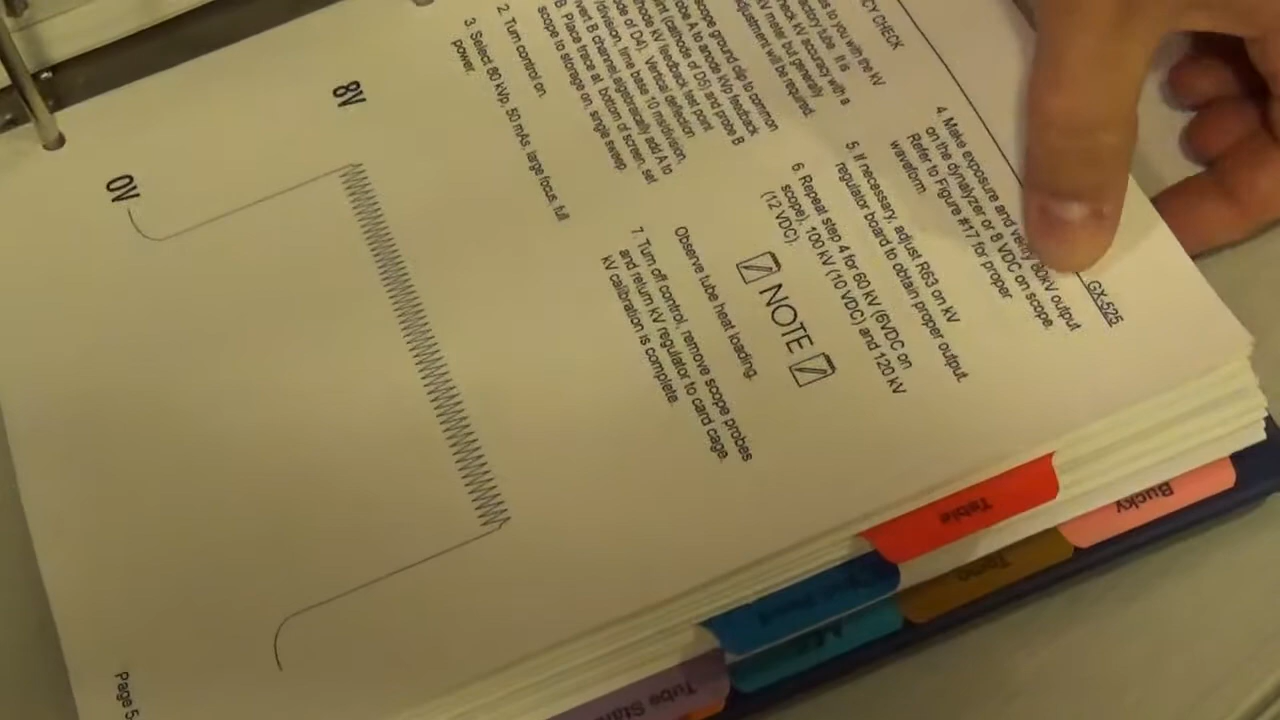 GX-525
CY CHECK
is to you with the kV
factory tube. It is
check kV accuracy with a
kV meter but generally
adjustment will be required.
scope ground clip to common
probe A to anode kVp feedback
(cathode of D5) and probe B
cathode kV feedback test point
of D4). Vertical deflection
/division, time base 10 ms/division,
invert B channel, algebraically add A to
B. Place trace at bottom of screen, set
scope to storage on, single sweep.
2. Turn control on.
3. Select 80 kVp, 50 mAs, large focus, full
power.
4. Make exposure and verify 80kV output
on the dynalyzer or 8 VDC on scope.
Refer to Figure #17 for proper
waveform.
5. If necessary, adjust R63 on kV
regulator board to obtain proper output.
6. Repeat step 4 for 60 kV (6VDC on
scope), 100 kV (10 VDC) and 120 kV
(12 VDC).
NOTE
Observe tube heat loading.
7. Turn off control, remove scope probes
and return kV regulator to card cage.
kV calibration is complete.
8V
0V
Page 5
Table
Bucky
Tube Stand